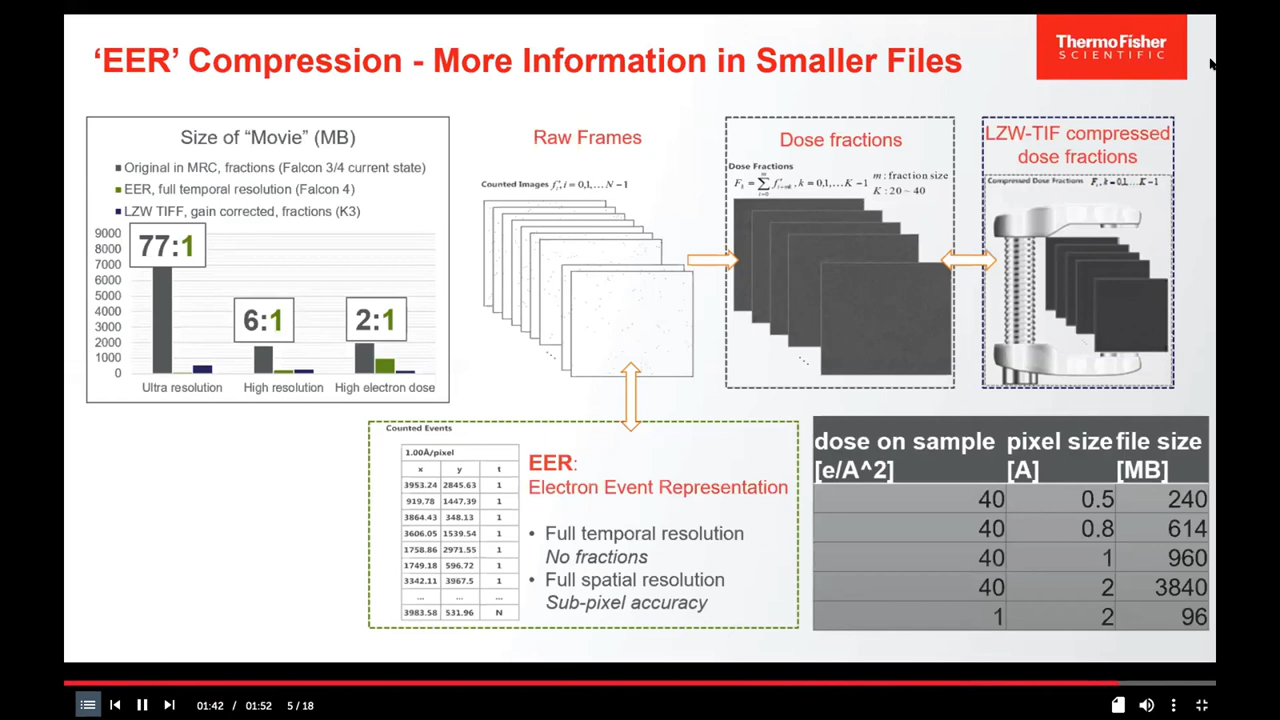 ‘EER’ Compression - More Information in Smaller Files
ThermoFisher
SCIENTIFIC
Size of “Movie” (MB)
Original in MRC, fractions (Falcon 3/4 current state)
EER, full temporal resolution (Falcon 4)
LZW TIFF, gain corrected, fractions (K3)
9000
8000
7000
6000
5000
4000
3000
2000
1000
0
77:1
6:1
2:1
Ultra resolution
High resolution
High electron dose
Raw Frames
Counted Images f'ᵢ, i = 0,1,…N − 1
Dose fractions
Dose Fractions
m : fraction size
K : 20 ~ 40
LZW-TIF compressed
dose fractions
Compressed Dose Fractions
Counted Events
1.00Å/pixel
x y t
3953.24 2845.63 1
919.78 1447.39 1
3864.43 348.13 1
3606.05 1539.54 1
1758.86 2971.55 1
1749.18 596.72 1
3342.11 3967.5 1
... ... ...
3983.58 531.96 N
EER:
Electron Event Representation
• Full temporal resolution
No fractions
• Full spatial resolution
Sub-pixel accuracy
dose on sample pixel size file size
[e/A^2] [A] [MB]
40 0.5 240
40 0.8 614
40 1 960
40 2 3840
1 2 96
01:42 / 01:52 5 / 18